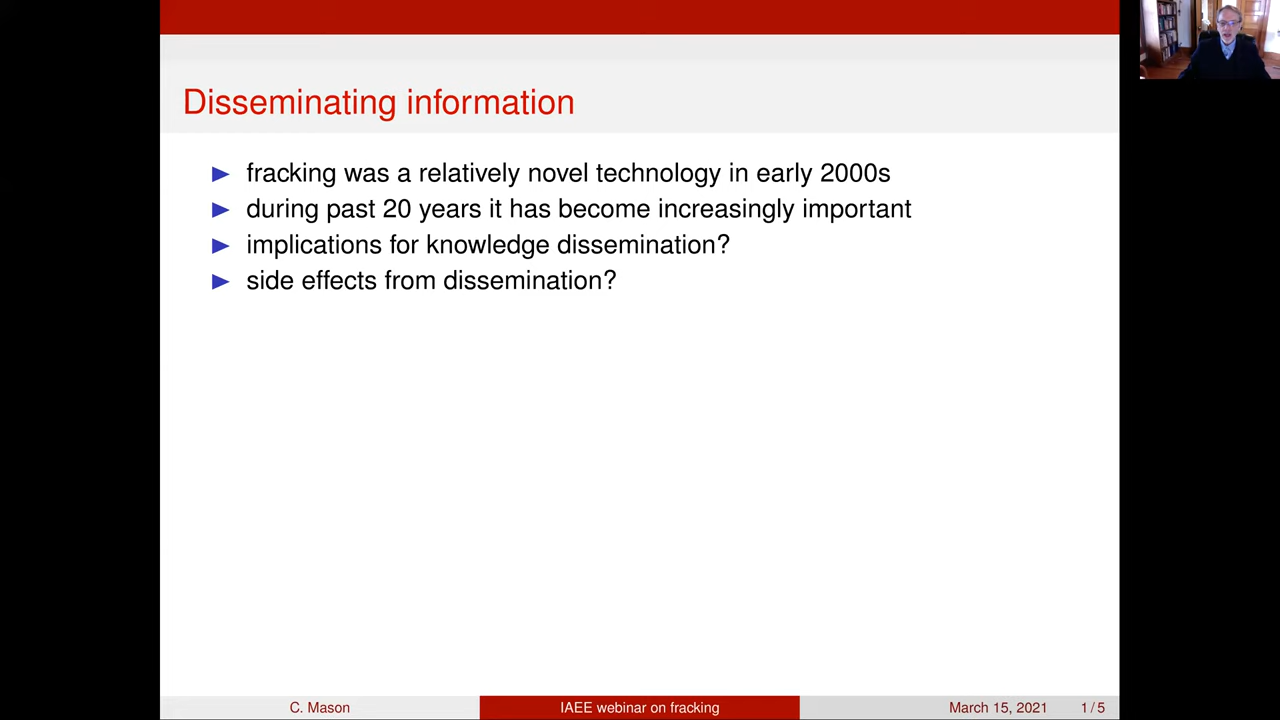 Disseminating information
fracking was a relatively novel technology in early 2000s
during past 20 years it has become increasingly important
implications for knowledge dissemination?
side effects from dissemination?
C. Mason
IAEE webinar on fracking
March 15, 2021
1 / 5